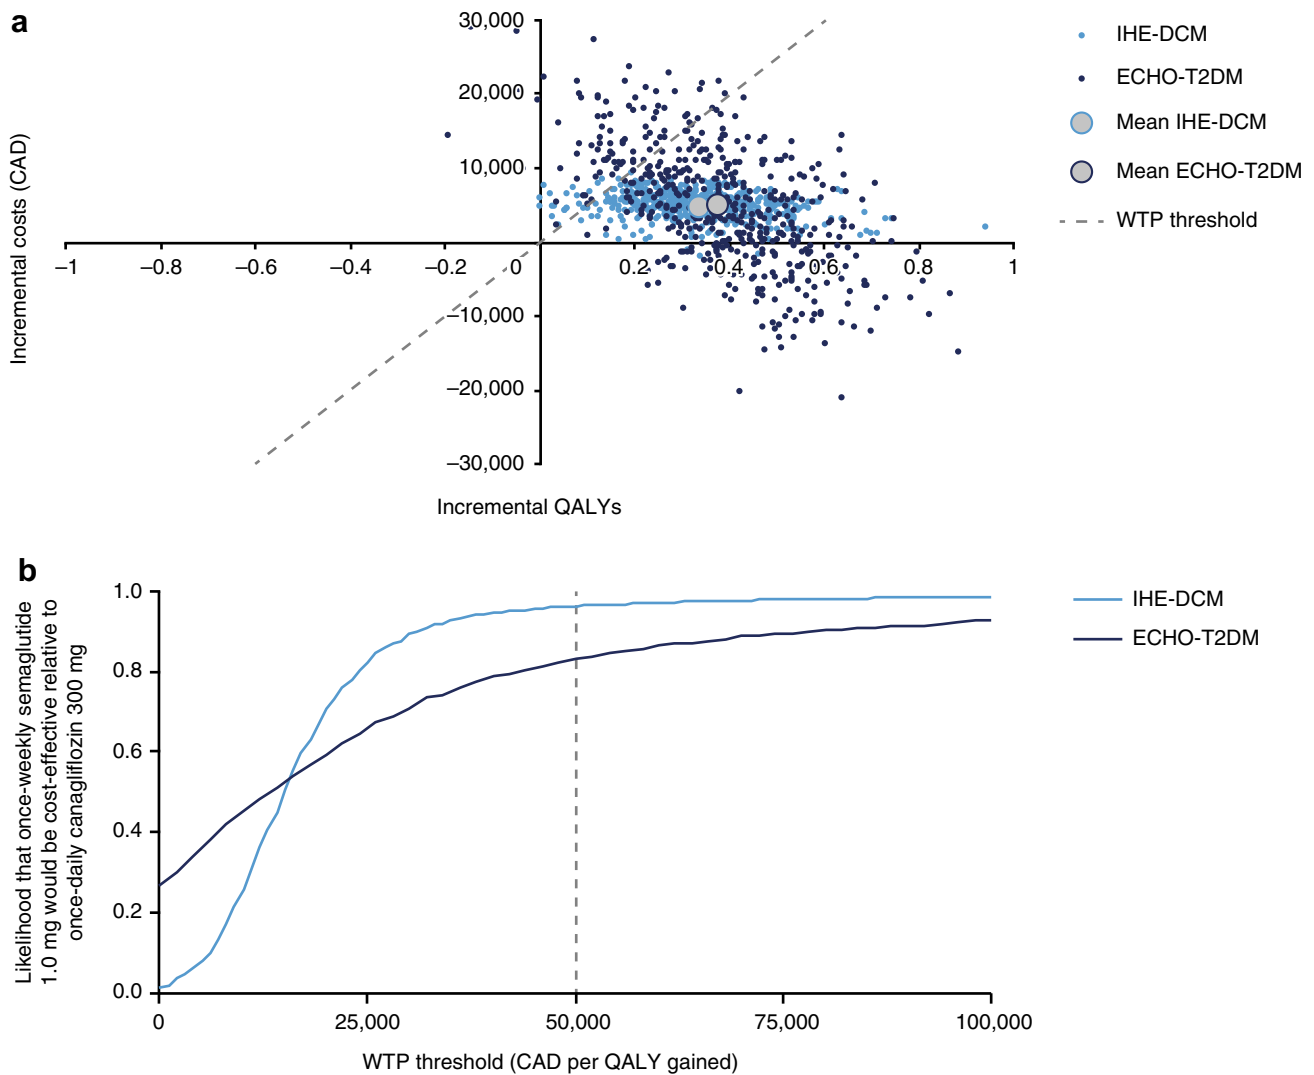 a
30,000
20,000
10,000
–10,000
–20,000
–30,000
–1
–0.8
–0.6
–0.4
–0.2
0
0.2
0.4
0.6
0.8
1
Incremental costs (CAD)
Incremental QALYs
IHE-DCM
ECHO-T2DM
Mean IHE-DCM
Mean ECHO-T2DM
WTP threshold
b
Likelihood that once-weekly semaglutide
1.0 mg would be cost-effective relative to
once-daily canagliflozin 300 mg
1.0
0.8
0.6
0.4
0.2
0.0
0
25,000
50,000
75,000
100,000
WTP threshold (CAD per QALY gained)
IHE-DCM
ECHO-T2DM